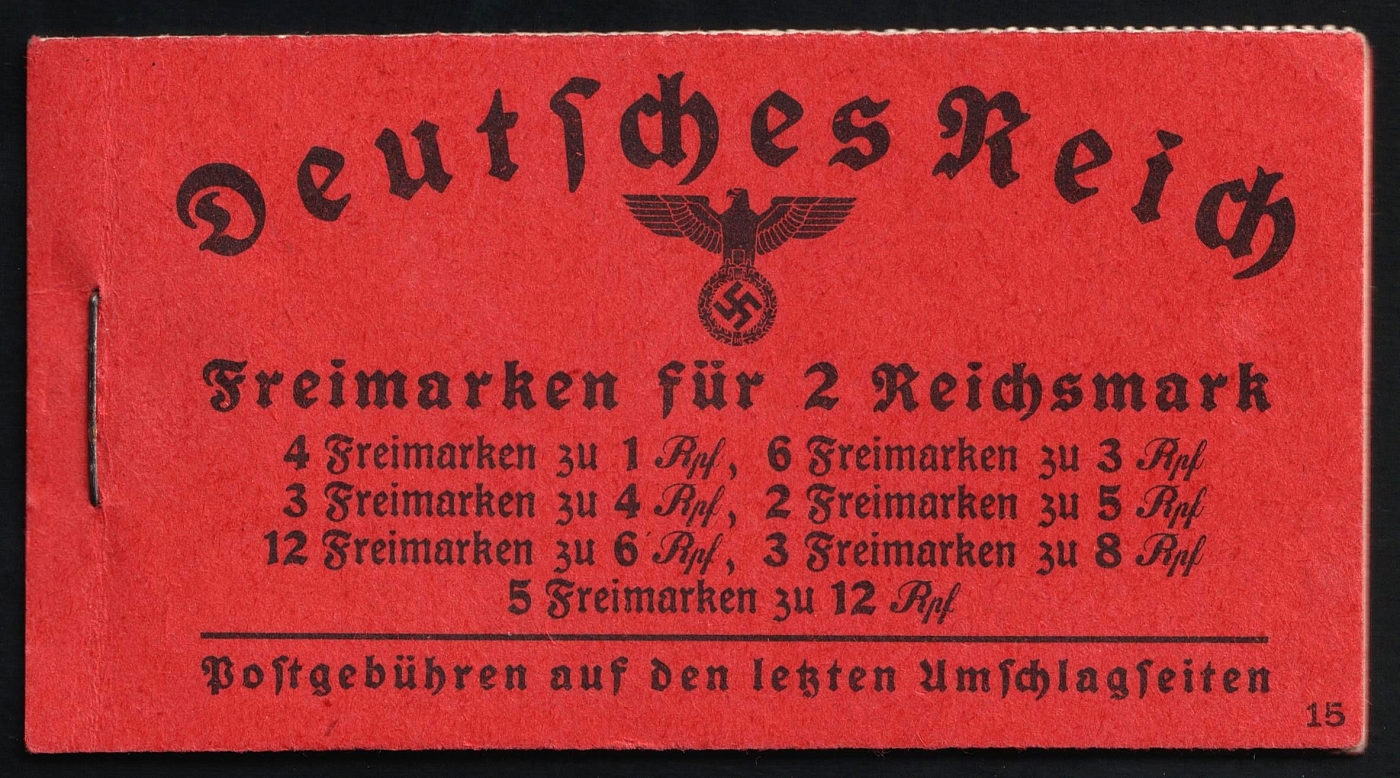 Deutſches Reich
Freimarken für 2 Reichsmark
4 Freimarken zu 1 Rpf, 6 Freimarken zu 3 Rpf
3 Freimarken zu 4 Rpf, 2 Freimarken zu 5 Rpf
12 Freimarken zu 6 Rpf, 3 Freimarken zu 8 Rpf
5 Freimarken zu 12 Rpf
Poſtgebühren auf den letzten Umſchlagſeiten
15